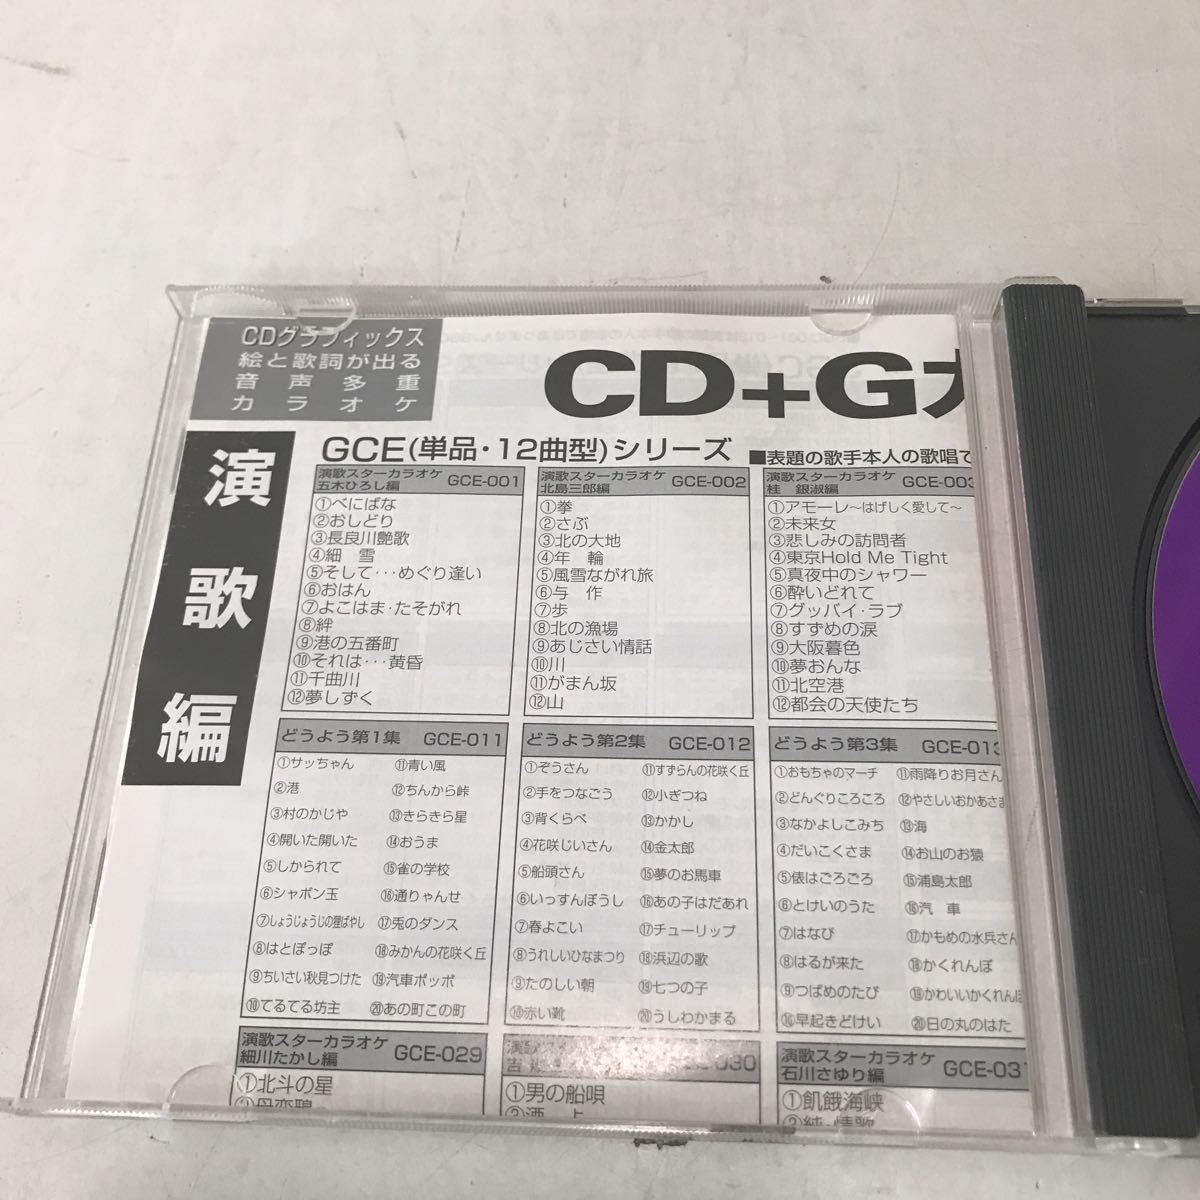 CDグラフィックス
絵と歌詞が出る
音声多重
カラオケ
演歌編
CD+G
GCE(単品・12曲型)シリーズ
■表題の歌手本人の歌唱で
演歌スターカラオケ
五木ひろし編
GCE-001
①べにばな
②おしどり
③長良川艶歌
④細 雪
⑤そして･･･めぐり逢い
⑥おはん
⑦よこはま・たそがれ
⑧絆
⑨港の五番町
⑩それは･･･黄昏
⑪千曲川
⑫夢しずく
演歌スターカラオケ
北島三郎編
GCE-002
①拳
②さぶ
③北の大地
④年 輪
⑤風雪ながれ旅
⑥与 作
⑦歩
⑧北の漁場
⑨あじさい情話
⑩川
⑪がまん坂
⑫山
演歌スターカラオケ
桂 銀淑編
GCE-003
①アモーレ～はげしく愛して～
②未来女
③悲しみの訪問者
④東京Hold Me Tight
⑤真夜中のシャワー
⑥酔いどれて
⑦グッバイ・ラブ
⑧すずめの涙
⑨大阪暮色
⑩夢おんな
⑪北空港
⑫都会の天使たち
どうよう第1集 GCE-011
①サッちゃん
②港
③村のかじや
④開いた開いた
⑤しかられて
⑥シャボン玉
⑦しょうじょうじの狸ばやし
⑧はとぽっぽ
⑨ちいさい秋見つけた
⑩てるてる坊主
⑪青い風
⑫ちんから峠
⑬きらきら星
⑭おうま
⑮雀の学校
⑯通りゃんせ
⑰兎のダンス
⑱みかんの花咲く丘
⑲汽車ポッポ
⑳あの町この町
どうよう第2集 GCE-012
①ぞうさん
②手をつなごう
③背くらべ
④花咲じいさん
⑤船頭さん
⑥いっすんぼうし
⑦春よこい
⑧うれしいひなまつり
⑨たのしい朝
⑩赤い靴
⑪すずらんの花咲く丘
⑫小ぎつね
⑬かかし
⑭金太郎
⑮夢のお馬車
⑯あの子はだあれ
⑰チューリップ
⑱浜辺の歌
⑲七つの子
⑳うしわかまる
どうよう第3集 GCE-013
①おもちゃのマーチ
②どんぐりころころ
③なかよしこみち
④だいこくさま
⑤俵はごろごろ
⑥とけいのうた
⑦はなび
⑧はるが来た
⑨つばめのたび
⑯早起きどけい
⑪雨降りお月さん
⑫やさしいおかあさま
⑬海
⑭お山のお猿
⑮浦島太郎
⑯汽 車
⑰かもめの水兵さん
⑱かくれんぼ
⑲かわいいかくれんぼ
⑳日の丸のはた
演歌スターカラオケ
細川たかし編
GCE-029
①北斗の星
演歌スターカラオケ
030
①男の船唄
演歌スターカラオケ
石川さゆり編
GCE-031
①飢餓海峡